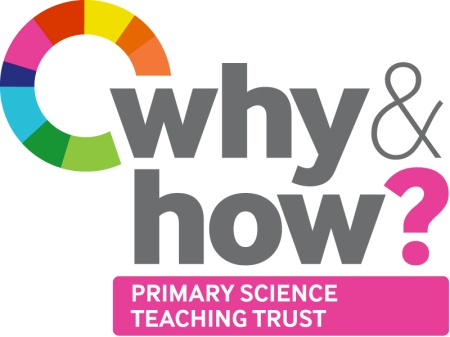 why&
how?
PRIMARY SCIENCE
TEACHING TRUST